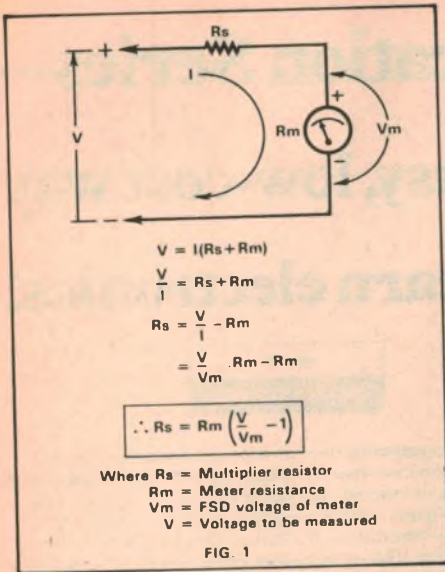 Rs
+
I
+
V
Rm
Vm
−
−
V = I(Rs + Rm)
V/I = Rs + Rm
Rs = V/I − Rm
= V/Vm . Rm − Rm
∴ Rs = Rm (V/Vm − 1)
Where Rs = Multiplier resistor
Rm = Meter resistance
Vm = FSD voltage of meter
V = Voltage to be measured
FIG. 1